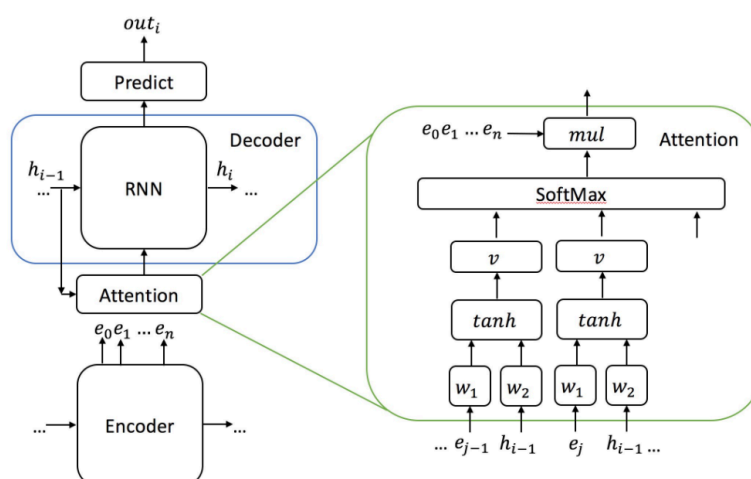 out_i
Predict
Decoder
h_{i-1}
h_i
...
RNN
...
Attention
e_0 e_1 ... e_n
...
Encoder
...
e_0 e_1 ... e_n
mul
Attention
SoftMax
v
v
tanh
tanh
w_1
w_2
w_1
w_2
... e_{j-1}
h_{i-1}
e_j
h_{i-1} ...